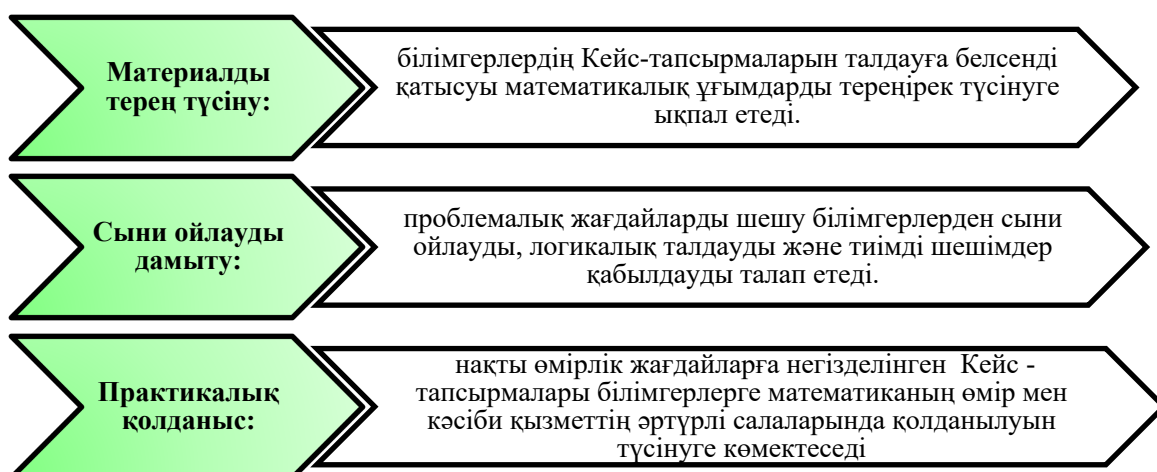 Материалды
терең түсіну:
білімгерлердің Кейс-тапсырмаларын талдауға белсенді
қатысуы математикалық ұғымдарды тереңірек түсінуге
ықпал етеді.
Сыни ойлауды
дамыту:
проблемалық жағдайларды шешу білімгерлерден сыни
ойлауды, логикалық талдауды және тиімді шешімдер
қабылдауды талап етеді.
Практикалық
қолданыс:
нақты өмірлік жағдайларға негізделінген Кейс -
тапсырмалары білімгерлерге математиканың өмір мен
кәсіби қызметтің әртүрлі салаларында қолданылуын
түсінуге көмектеседі